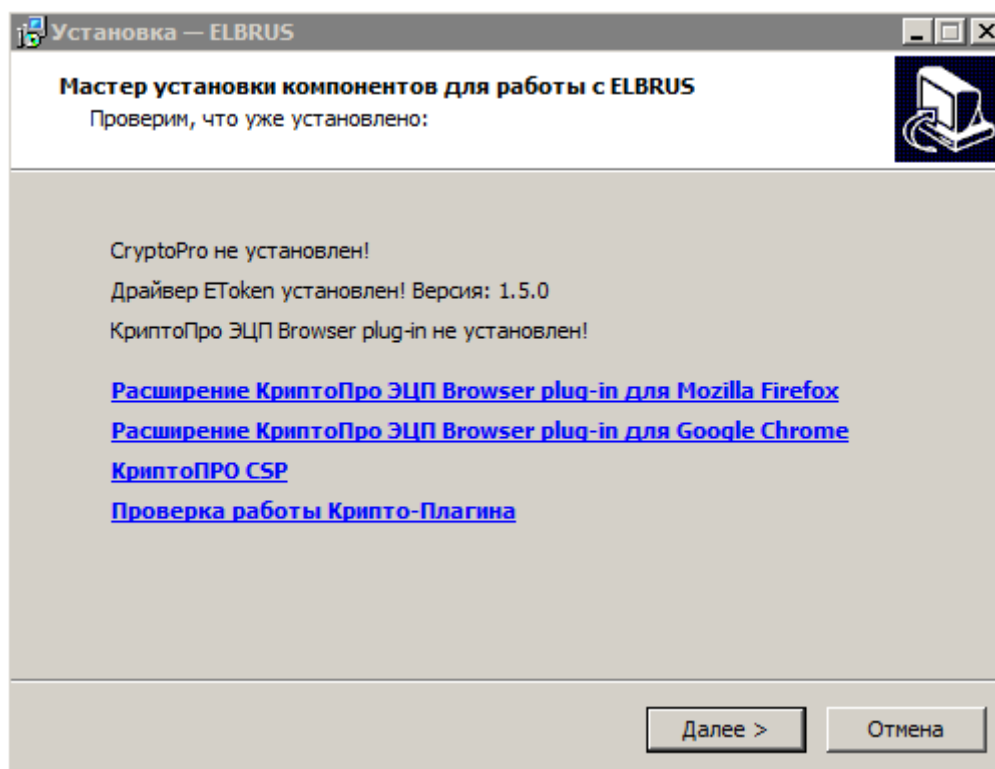 Установка — ELBRUS
Мастер установки компонентов для работы с ELBRUS
Проверим, что уже установлено:
CryptoPro не установлен!
Драйвер EToken установлен! Версия: 1.5.0
КриптоПро ЭЦП Browser plug-in не установлен!
Расширение КриптоПро ЭЦП Browser plug-in для Mozilla Firefox
Расширение КриптоПро ЭЦП Browser plug-in для Google Chrome
КриптоПРО CSP
Проверка работы Крипто-Плагина
Далее >
Отмена